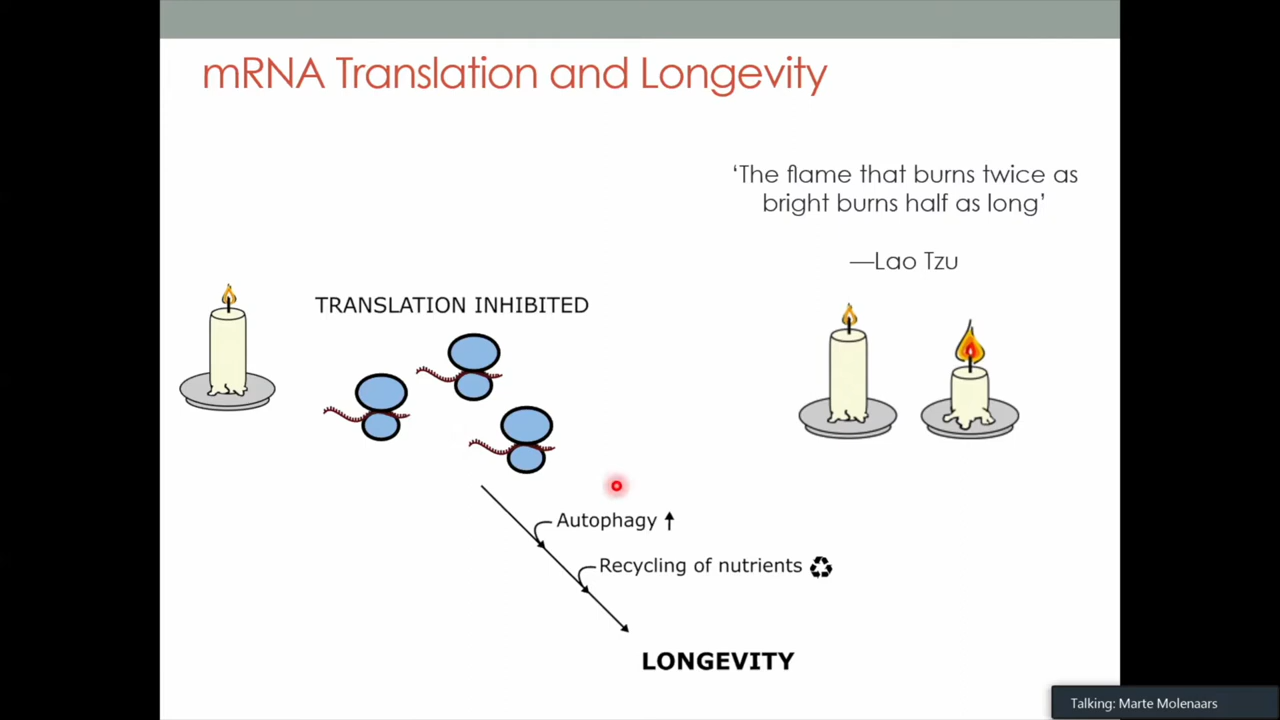 mRNA Translation and Longevity
‘The flame that burns twice as
bright burns half as long’
—Lao Tzu
TRANSLATION INHIBITED
Autophagy
Recycling of nutrients
LONGEVITY
Talking: Marte Molenaars